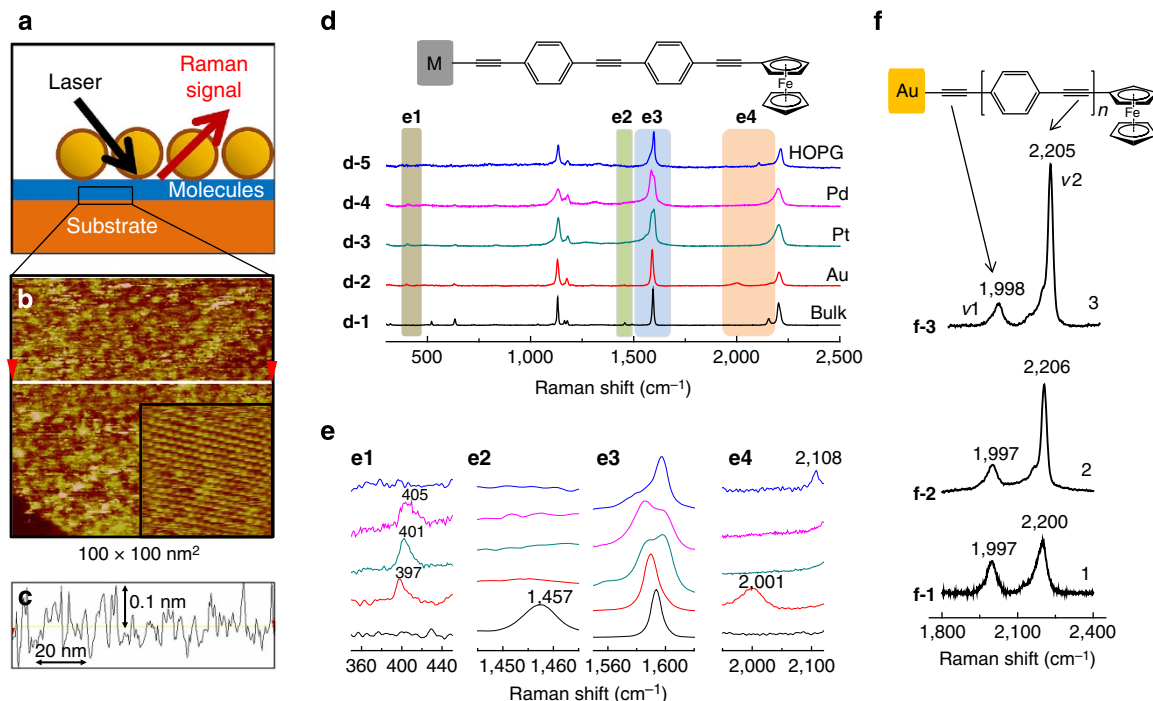 a
Laser
Raman
signal
Molecules
Substrate
b
100 × 100 nm²
c
0.1 nm
20 nm
d
M
Fe
e1
e2
e3
e4
d-5
HOPG
d-4
Pd
d-3
Pt
d-2
Au
d-1
Bulk
500
1,000
1,500
2,000
2,500
Raman shift (cm⁻¹)
e
e1
e2
e3
e4
2,108
405
401
397
1,457
2,001
360 400 440
1,450 1,460
1,560 1,600
2,000 2,100
Raman shift (cm⁻¹)
f
Au
n
Fe
2,205
v2
1,998
v1
3
f-3
2,206
1,997
2
f-2
2,200
1,997
1
f-1
1,800 2,100 2,400
Raman shift (cm⁻¹)